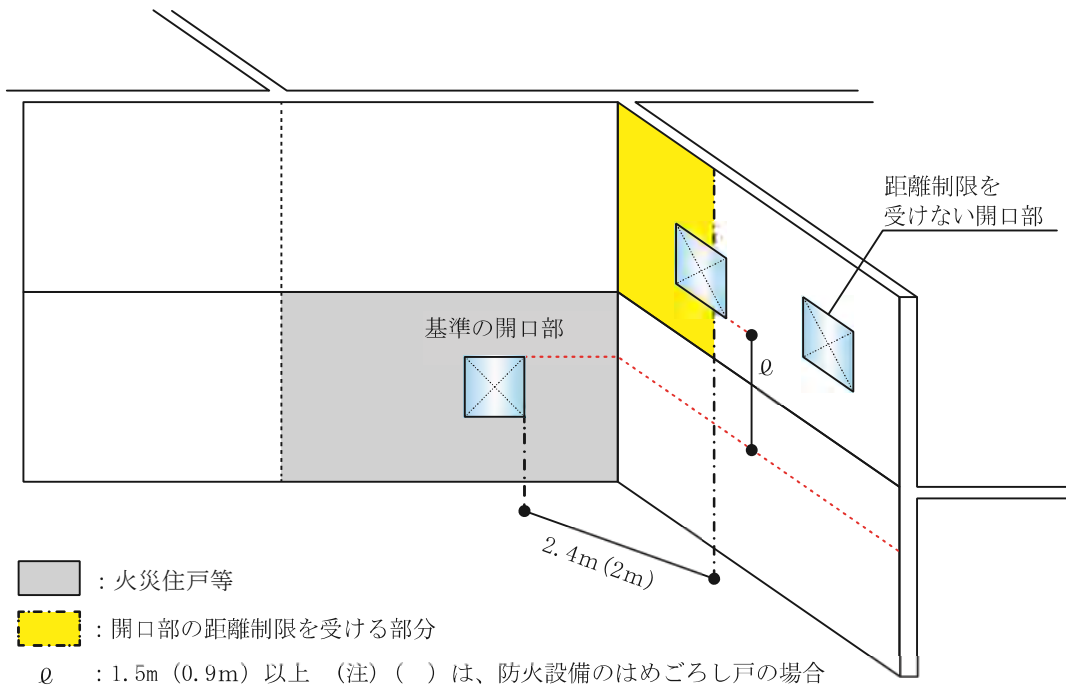 距離制限を
受けない開口部
基準の開口部
ℓ
2.4m(2m)
：火災住戸等
：開口部の距離制限を受ける部分
ℓ ：1.5m（0.9m）以上 （注）（ ）は、防火設備のはめごろし戸の場合